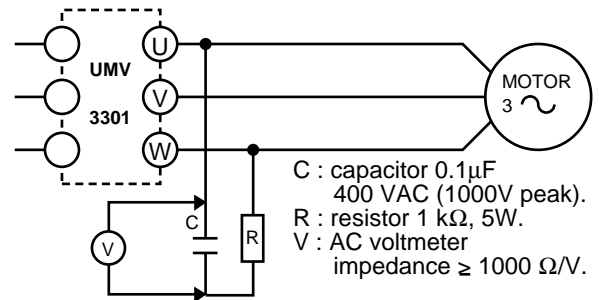 U
UMV
MOTOR
V
3
3301
W
C : capacitor 0.1µF
400 VAC (1000V peak).
C
R : resistor 1 kΩ, 5W.
R
V : AC voltmeter
V
impedance ≥ 1000 Ω/V.